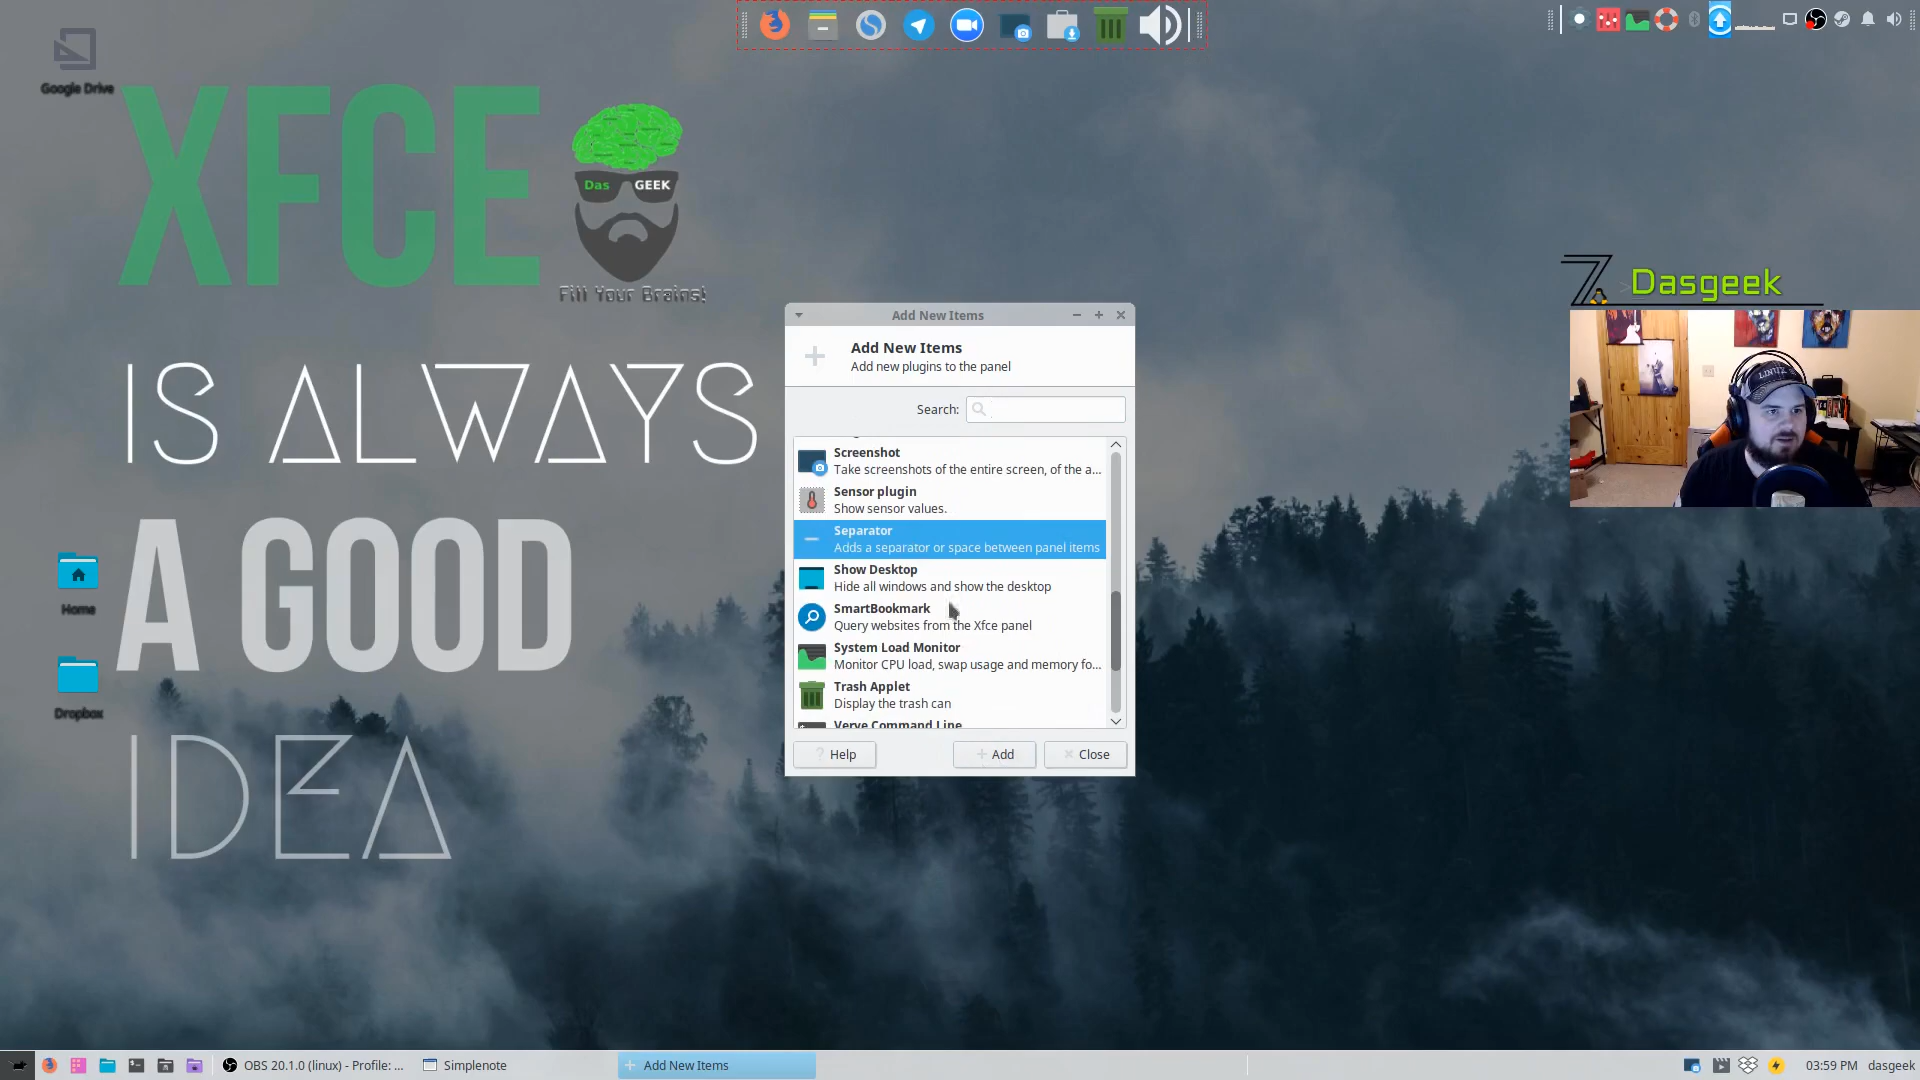 Google Drive
XFCE
Das GEEK
Fill Your Brains!
IS ALWAYS
A GOOD
IDEA
Home
Dropbox
Dasgeek
LINUX
Add New Items
Add New Items
Add new plugins to the panel
Search:
Screenshot
Take screenshots of the entire screen, of the a...
Sensor plugin
Show sensor values.
Separator
Adds a separator or space between panel items
Show Desktop
Hide all windows and show the desktop
SmartBookmark
Query websites from the Xfce panel
System Load Monitor
Monitor CPU load, swap usage and memory fo...
Trash Applet
Display the trash can
Verve Command Line
Help
Add
Close
OBS 20.1.0 (linux) - Profile: ...
Simplenote
Add New Items
03:59 PM
dasgeek